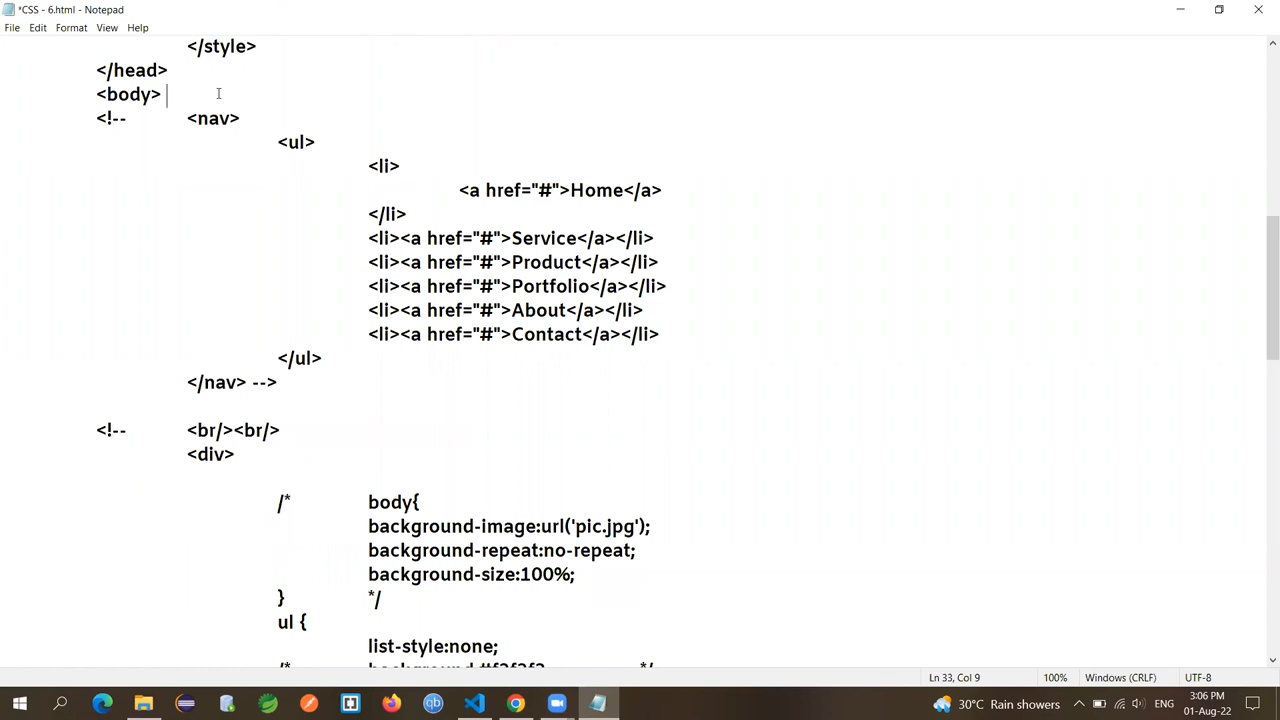 *CSS - 6.html - Notepad
File Edit Format View Help
</style>
</head>
<body>
<!-- <nav>
<ul>
<li>
<a href="#">Home</a>
</li>
<li><a href="#">Service</a></li>
<li><a href="#">Product</a></li>
<li><a href="#">Portfolio</a></li>
<li><a href="#">About</a></li>
<li><a href="#">Contact</a></li>
</ul>
</nav> -->
<!-- <br/><br/>
<div>
/* body{
background-image:url('pic.jpg');
background-repeat:no-repeat;
background-size:100%;
} */
ul {
list-style:none;
/* background:#f2f2f2 */
Ln 33, Col 9 100% Windows (CRLF) UTF-8
qb 30°C Rain showers ENG 3:06 PM
01-Aug-22